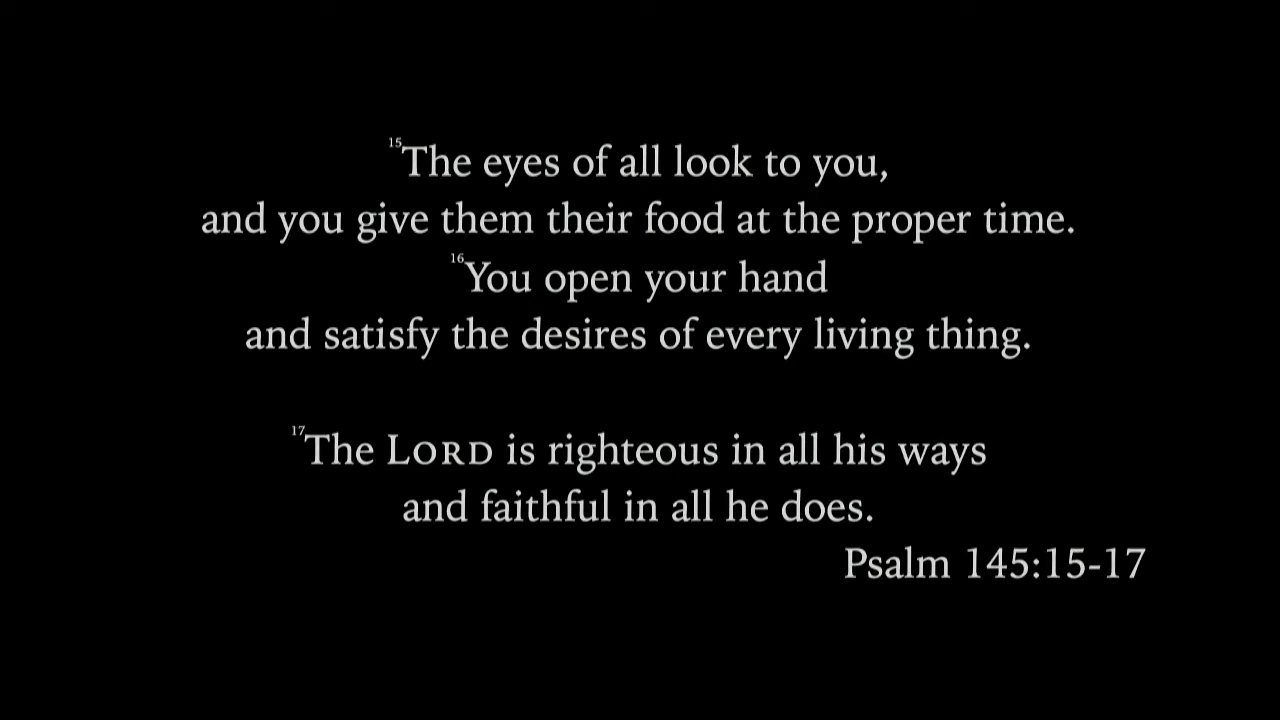 15The eyes of all look to you,
and you give them their food at the proper time.
16You open your hand
and satisfy the desires of every living thing.
17The LORD is righteous in all his ways
and faithful in all he does.
Psalm 145:15-17